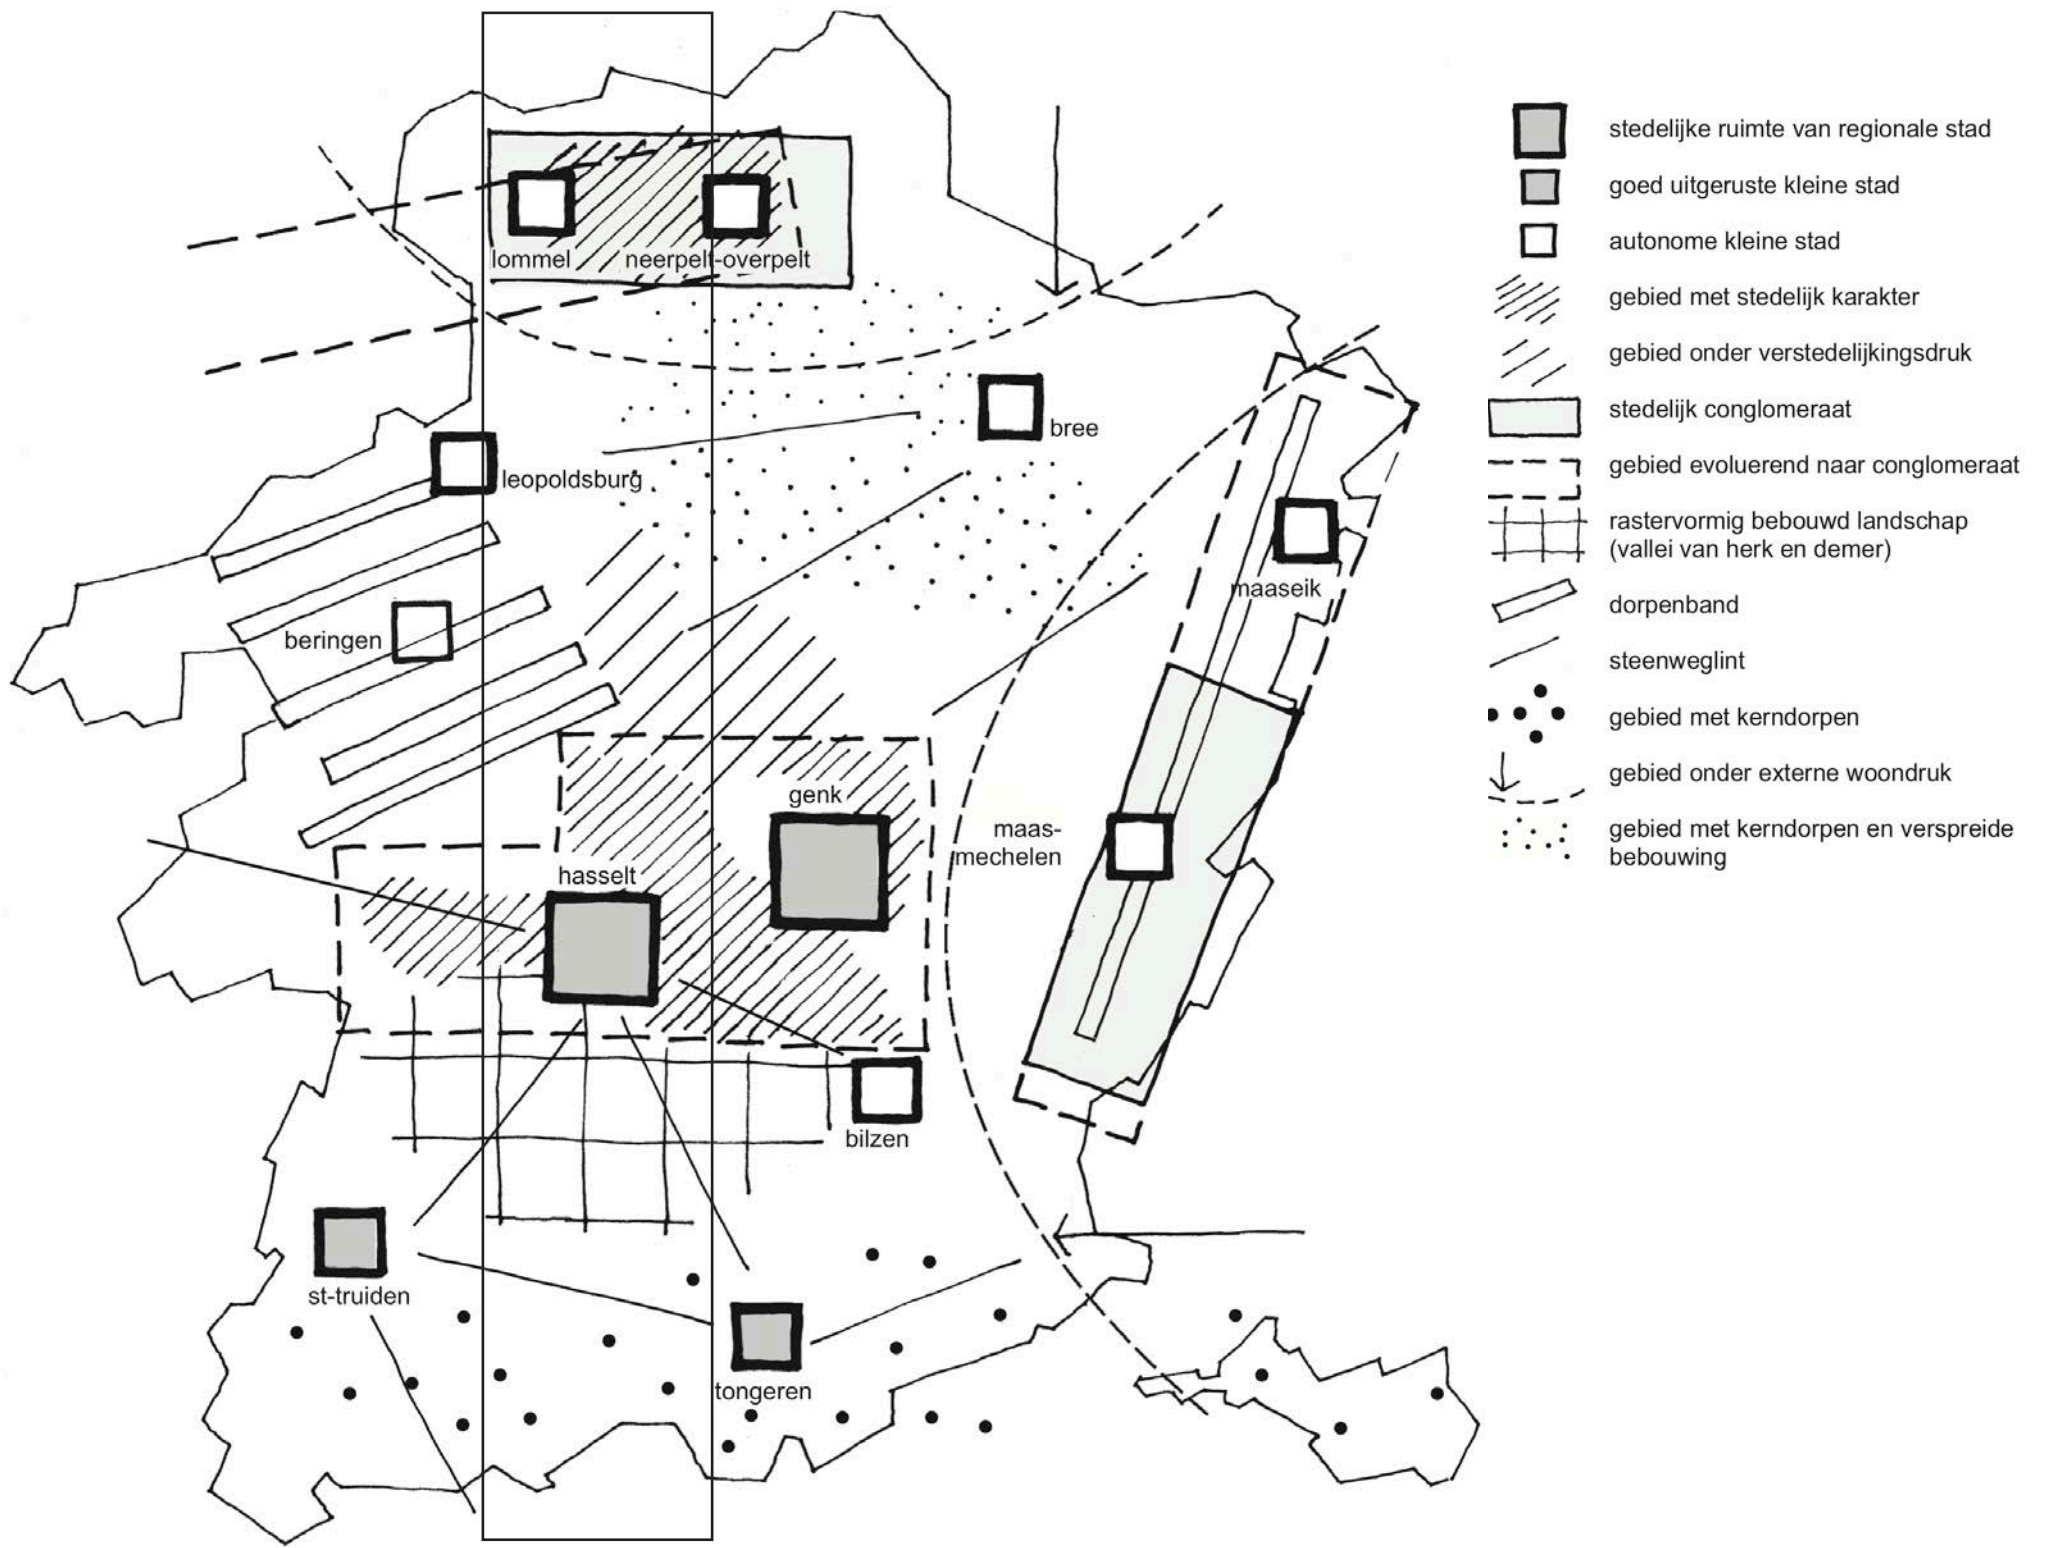 lommel
neerpelt-overpelt
bree
leopoldsburg
maaseik
beringen
genk
maas-
mechelen
hasselt
bilzen
st-truiden
tongeren
stedelijke ruimte van regionale stad
goed uitgeruste kleine stad
autonome kleine stad
gebied met stedelijk karakter
gebied onder verstedelijkingsdruk
stedelijk conglomeraat
gebied evoluerend naar conglomeraat
rastervormig bebouwd landschap
(vallei van herk en demer)
dorpenband
steenweglint
gebied met kerndorpen
gebied onder externe woondruk
gebied met kerndorpen en verspreide
bebouwing